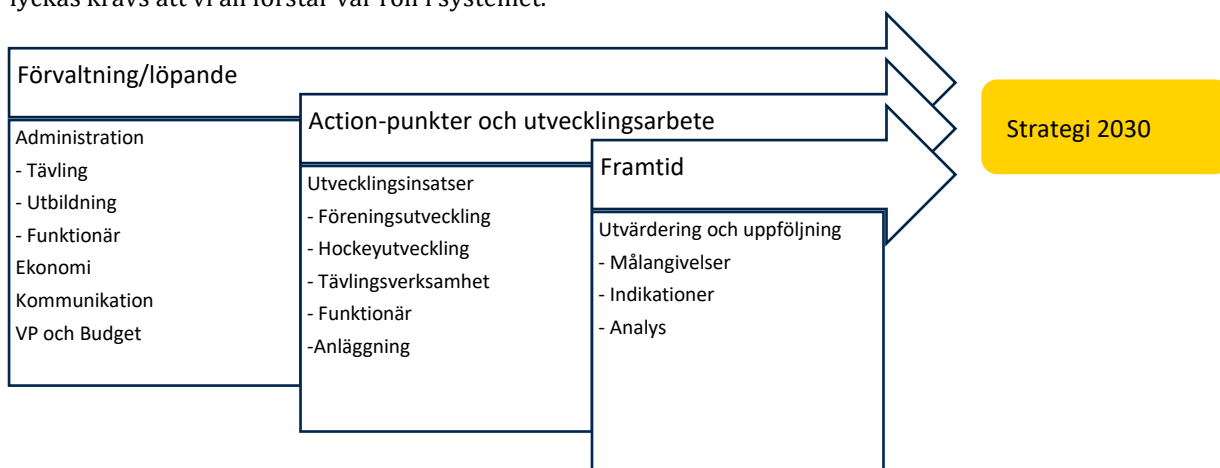 lyckas krävs att vi all förstår vår roll i systemet.
Förvaltning/löpande
Administration
- Tävling
- Utbildning
- Funktionär
Ekonomi
Kommunikation
VP och Budget
Action-punkter och utvecklingsarbete
Utvecklingsinsatser
- Föreningsutveckling
- Hockeyutveckling
- Tävlingsverksamhet
- Funktionär
-Anläggning
Framtid
Utvärdering och uppföljning
- Målangivelser
- Indikationer
- Analys
Strategi 2030